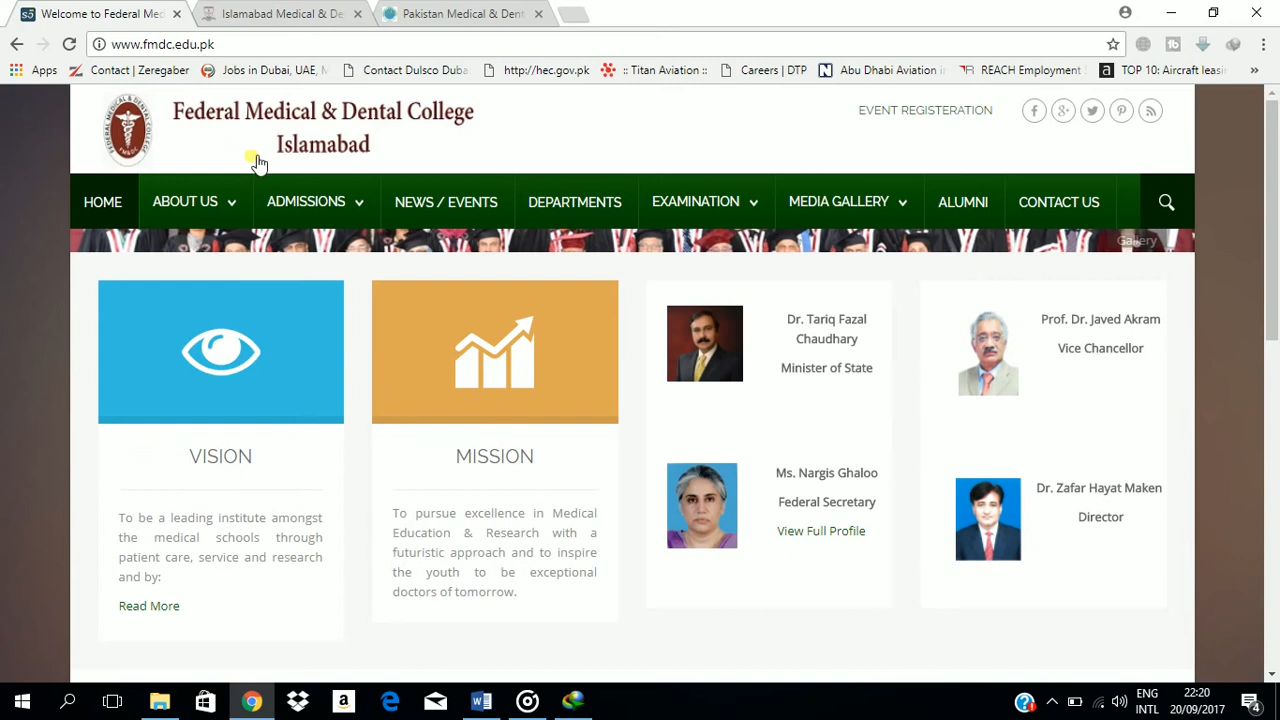 Welcome to Federal Med
Islamabad Medical & De
Pakistan Medical & Dent
www.fmdc.edu.pk
Apps
Contact | Zeregaber
Jobs in Dubai, UAE, M
Contact Dulsco Duba
http://hec.gov.pk
:: Titan Aviation ::
Careers | DTP
Abu Dhabi Aviation in
REACH Employment S
TOP 10: Aircraft leasi
Federal Medical & Dental College
Islamabad
EVENT REGISTERATION
HOME
ABOUT US
ADMISSIONS
NEWS / EVENTS
DEPARTMENTS
EXAMINATION
MEDIA GALLERY
ALUMNI
CONTACT US
Gallery
VISION
To be a leading institute amongst
the medical schools through
patient care, service and research
and by:
Read More
MISSION
To pursue excellence in Medical
Education & Research with a
futuristic approach and to inspire
the youth to be exceptional
doctors of tomorrow.
Dr. Tariq Fazal
Chaudhary
Minister of State
Ms. Nargis Ghaloo
Federal Secretary
View Full Profile
Prof. Dr. Javed Akram
Vice Chancellor
Dr. Zafar Hayat Maken
Director
ENG
INTL
22:20
20/09/2017
4